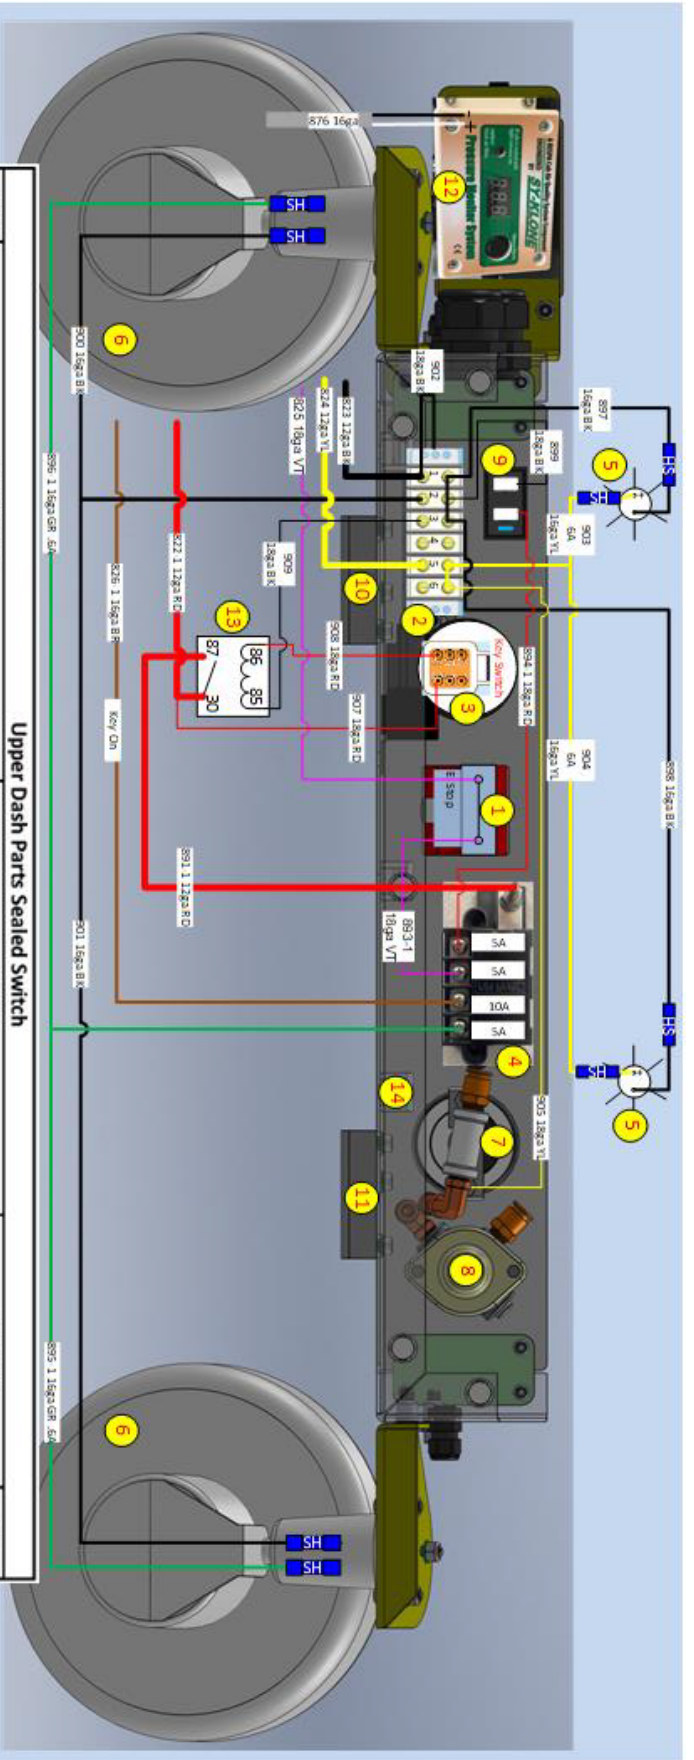 876 16ga
- +
Pressure Monitor System
SY-KLONE
12
SH
SH
6
900 16ga BK
896 1 16ga GR .6A
902
18ga BK
897
16ga BK
899
18ga BK
SH
5
SH
903
6A
16ga YL
9
823 12ga BK
824 12ga YL
825 18ga VT
1
2
3
4
5
6
909
18ga BK
10
2
822 1 12ga RD
826 1 16ga BR
Key On
13
87
86
30
85
908 18ga RD
907 18ga RD
Key Switch
3
894 1 18ga RD
904
6A
16ga YL
898 16ga BK
E Stop
1
891 1 12ga RD
893-1
18ga VT
5A
5A
10A
5A
4
901 16ga BK
SH
SH
5
905 18ga YL
14
7
11
8
895 1 16ga GR .6A
6
SH
SH
Upper Dash Parts Sealed Switch